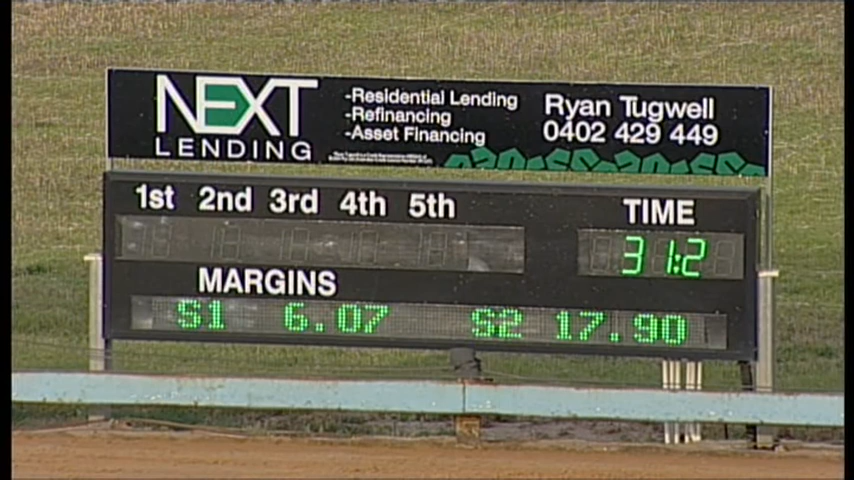 NEXT
LENDING
-Residential Lending
-Refinancing
-Asset Financing
Ryan Tugwell
0402 429 449
1st 2nd 3rd 4th 5th
TIME
31:2
MARGINS
S1 6.07 S2 17.90